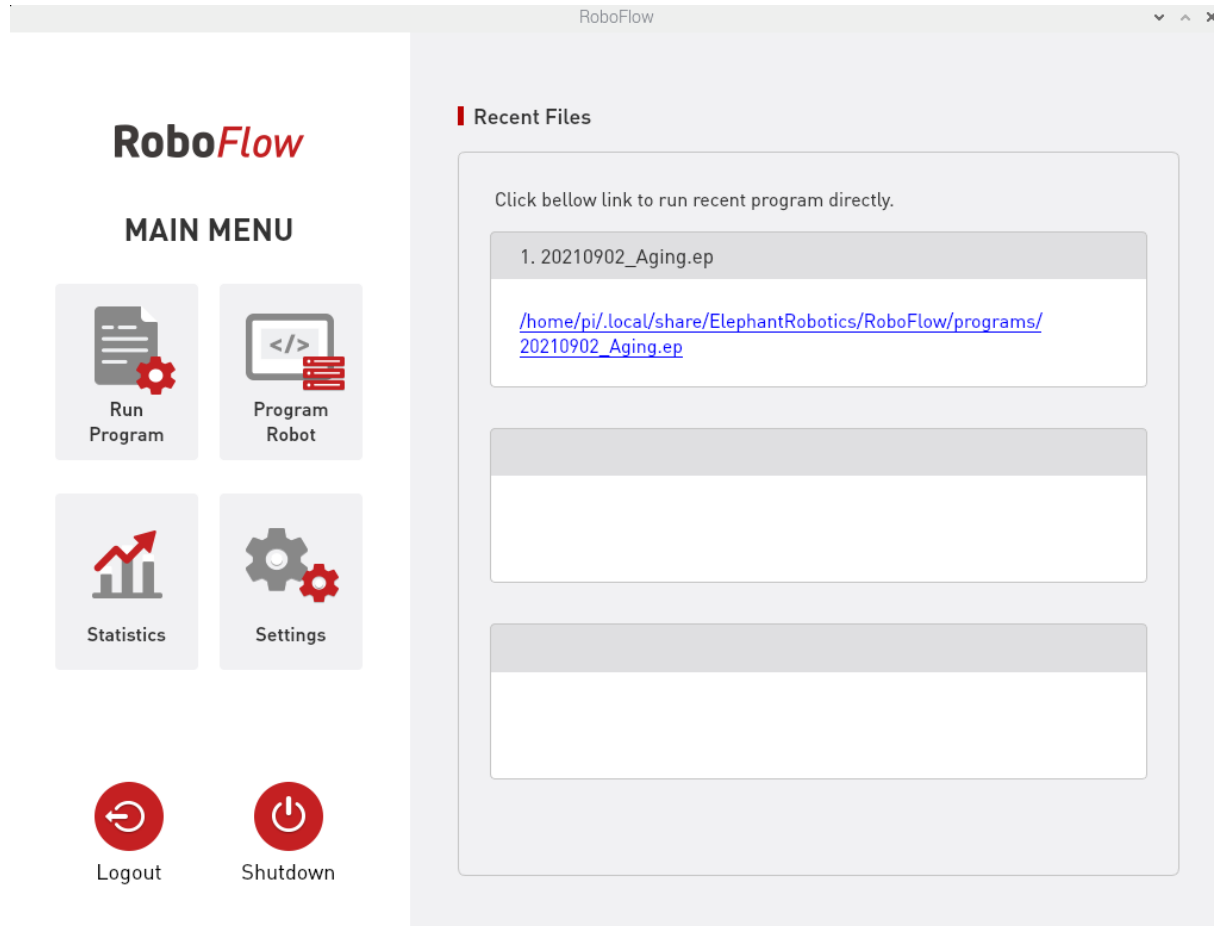 RoboFlow
RoboFlow
MAIN MENU
Run
Program
</>
Program
Robot
Statistics
Settings
Logout
Shutdown
Recent Files
Click bellow link to run recent program directly.
1. 20210902_Aging.ep
/home/pi/.local/share/ElephantRobotics/RoboFlow/programs/
20210902_Aging.ep